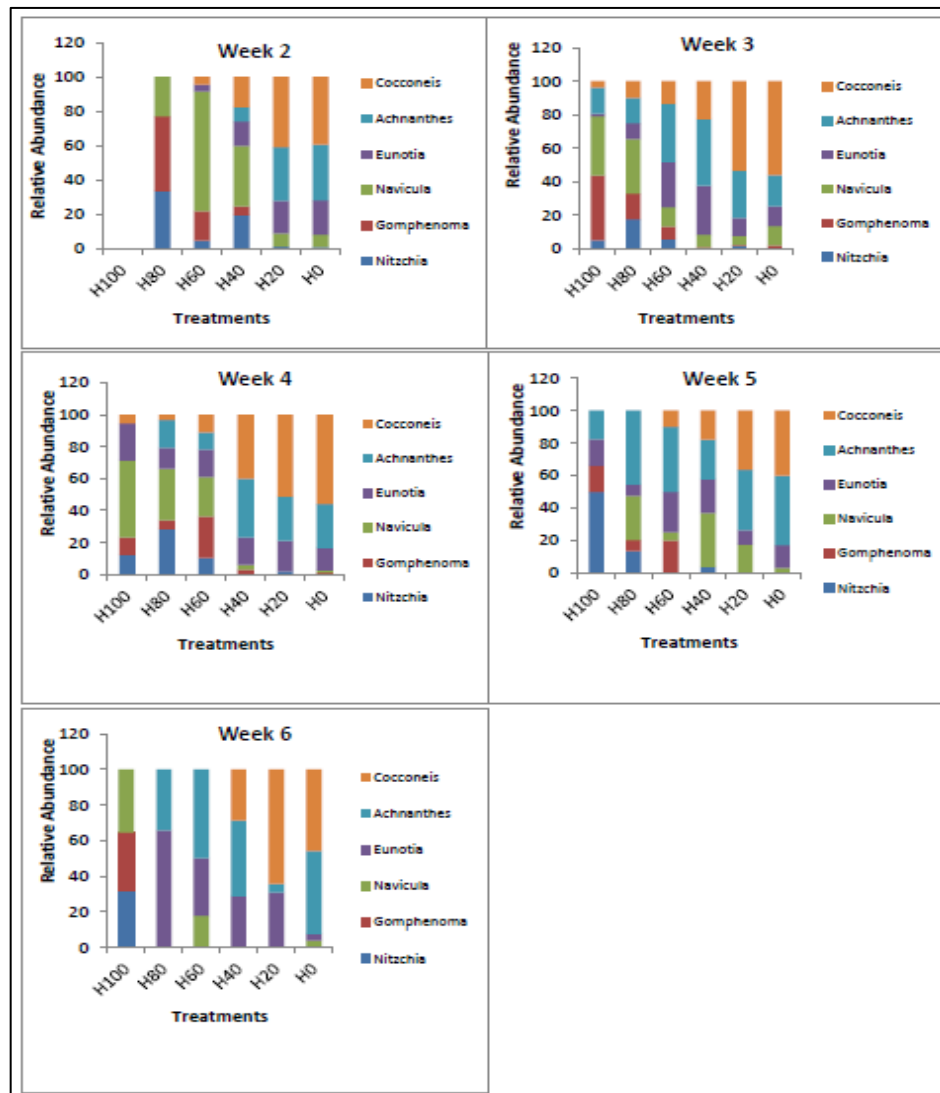 Week 2
120
100
80
60
40
20
0
Relative Abundance
H100
H80
H60
H40
H20
H0
Treatments
Cocconeis
Achnanthes
Eunotia
Navicula
Gomphenoma
Nitzchia
Week 3
120
100
80
60
40
20
0
Relative Abundance
H100
H80
H60
H40
H20
H0
Treatments
Cocconeis
Achnanthes
Eunotia
Navicula
Gomphenoma
Nitzchia
Week 4
120
100
80
60
40
20
0
Relative Abundance
H100
H80
H60
H40
H20
H0
Treatments
Cocconeis
Achnanthes
Eunotia
Navicula
Gomphenoma
Nitzchia
Week 5
120
100
80
60
40
20
0
Relative Abundance
H100
H80
H60
H40
H20
H0
Treatments
Cocconeis
Achnanthes
Eunotia
Navicula
Gomphenoma
Nitzchia
Week 6
120
100
80
60
40
20
0
Relative Abundance
H100
H80
H60
H40
H20
H0
Treatments
Cocconeis
Achnanthes
Eunotia
Navicula
Gomphenoma
Nitzchia